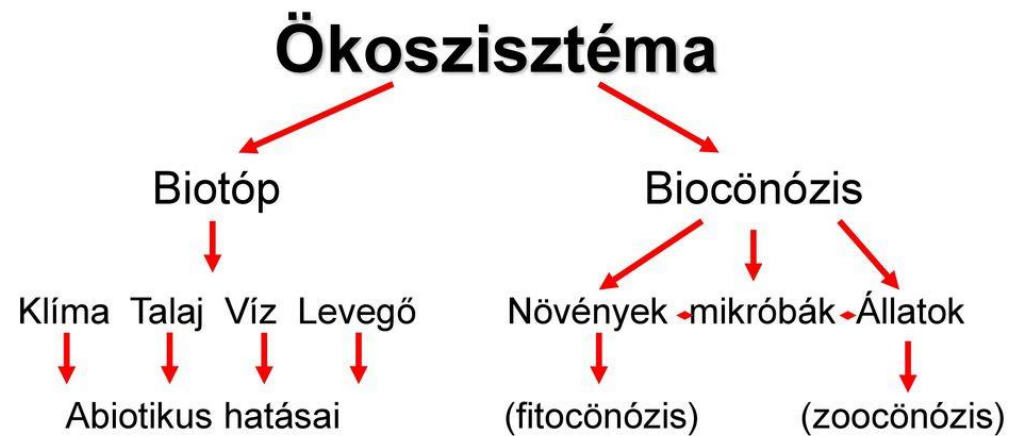 Ökoszisztéma
Biotóp Biocönózis
Klíma Talaj Víz Levegő Növények mikróbák Állatok
Abiotikus hatásai (fitocönózis) (zoocönózis)